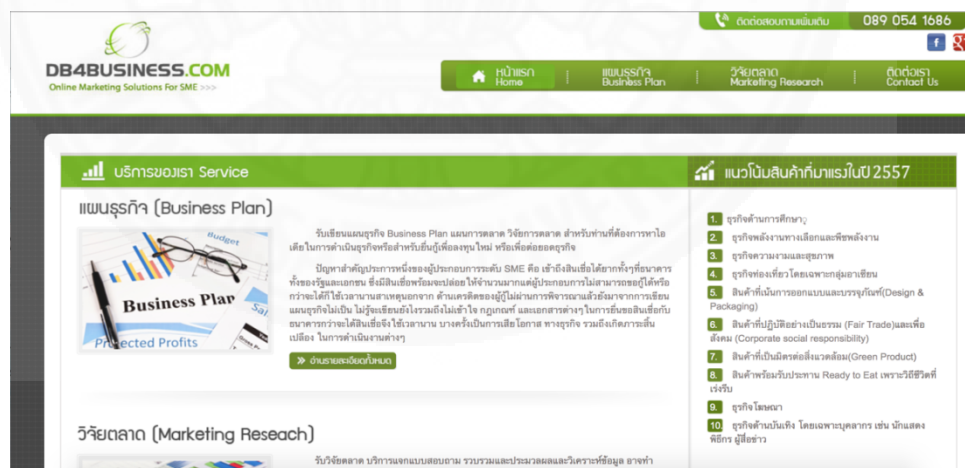 ติดต่อสอบถามเพิ่มเติม 089 054 1686
DB4BUSINESS.COM
Online Marketing Solutions For SME >>>
หน้าแรก
Home
แผนธุรกิจ
Business Plan
วิจัยตลาด
Marketing Research
ติดต่อเรา
Contact Us
บริการของเรา Service
แผนธุรกิจ (Business Plan)
Budget
Business Plan
Projected Profits
รับเขียนแผนธุรกิจ Business Plan แผนการตลาด วิจัยการตลาด สำหรับท่านที่ต้องการหาไอ
เดียในการดำเนินธุรกิจหรือสำหรับยื่นกู้เพื่อลงทุนใหม่ หรือเพื่อต่อยอดธุรกิจ
ปัญหาสำคัญประการหนึ่งของผู้ประกอบการระดับ SME คือ เข้าถึงสินเชื่อได้ยากทั้งๆที่ธนาคาร
ทั้งของรัฐและเอกชน ซึ่งมีสินเชื่อพร้อมจะปล่อยให้จำนวนมากแต่ผู้ประกอบการไม่สามารถขอกู้ได้หรือ
กว่าจะได้ก็ใช้เวลานานสาเหตุนอกจาก ด้านเครดิตของผู้กู้ไม่ผ่านการพิจารณาแล้วยังมาจากการเขียน
แผนธุรกิจไม่เป็น ไม่รู้จะเขียนยังไงรวมถึงไม่เข้าใจ กฎเกณฑ์ และเอกสารต่างๆในการยื่นขอสินเชื่อกับ
ธนาคารกว่าจะได้สินเชื่อจึงใช้เวลานาน บางครั้งเป็นการเสียโอกาส ทางธุรกิจ รวมถึงเกิดภาระสิ้น
เปลือง ในการดำเนินงานต่างๆ
อ่านรายละเอียดทั้งหมด
วิจัยตลาด (Marketing Reseach)
รับวิจัยตลาด บริการแจกแบบสอบถาม รวบรวมและประมวลผลและวิเคราะห์ข้อมูล อาจทำ
แนวโน้มสินค้าที่มาแรงในปี 2557
1. ธุรกิจด้านการศึกษา
2. ธุรกิจพลังงานทางเลือกและพืชพลังงาน
3. ธุรกิจความงามและสุขภาพ
4. ธุรกิจท่องเที่ยวโดยเฉพาะกลุ่มอาเซียน
5. สินค้าที่เน้นการออกแบบและบรรจุภัณฑ์(Design &
Packaging)
6. สินค้าที่ปฏิบัติอย่างเป็นธรรม (Fair Trade)และเพื่อ
สังคม (Corporate social responsibility)
7. สินค้าที่เป็นมิตรต่อสิ่งแวดล้อม(Green Product)
8. สินค้าพร้อมรับประทาน Ready to Eat เพราะวิถีชีวิตที่
เร่งรีบ
9. ธุรกิจโฆษณา
10. ธุรกิจด้านบันเทิง โดยเฉพาะบุคลากร เช่น นักแสดง
พิธีกร ผู้สื่อข่าว